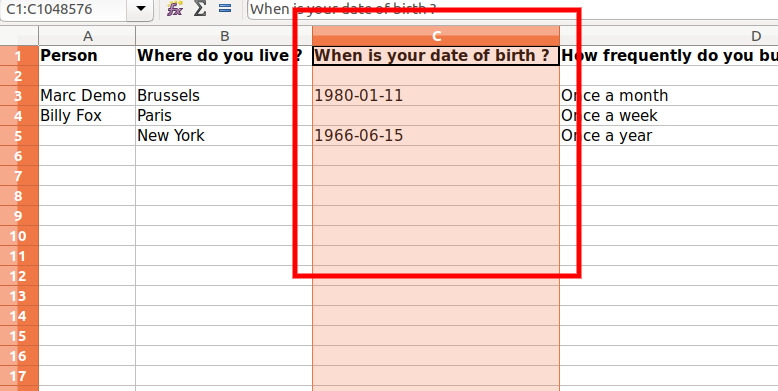 C1:C1048576 fx Σ = When is your date of birth ?
A B C D
1 Person Where do you live ? When is your date of birth ? How frequently do you bu
2
3 Marc Demo Brussels 1980-01-11 Once a month
4 Billy Fox Paris Once a week
5 New York 1966-06-15 Once a year
6
7
8
9
10
11
12
13
14
15
16
17